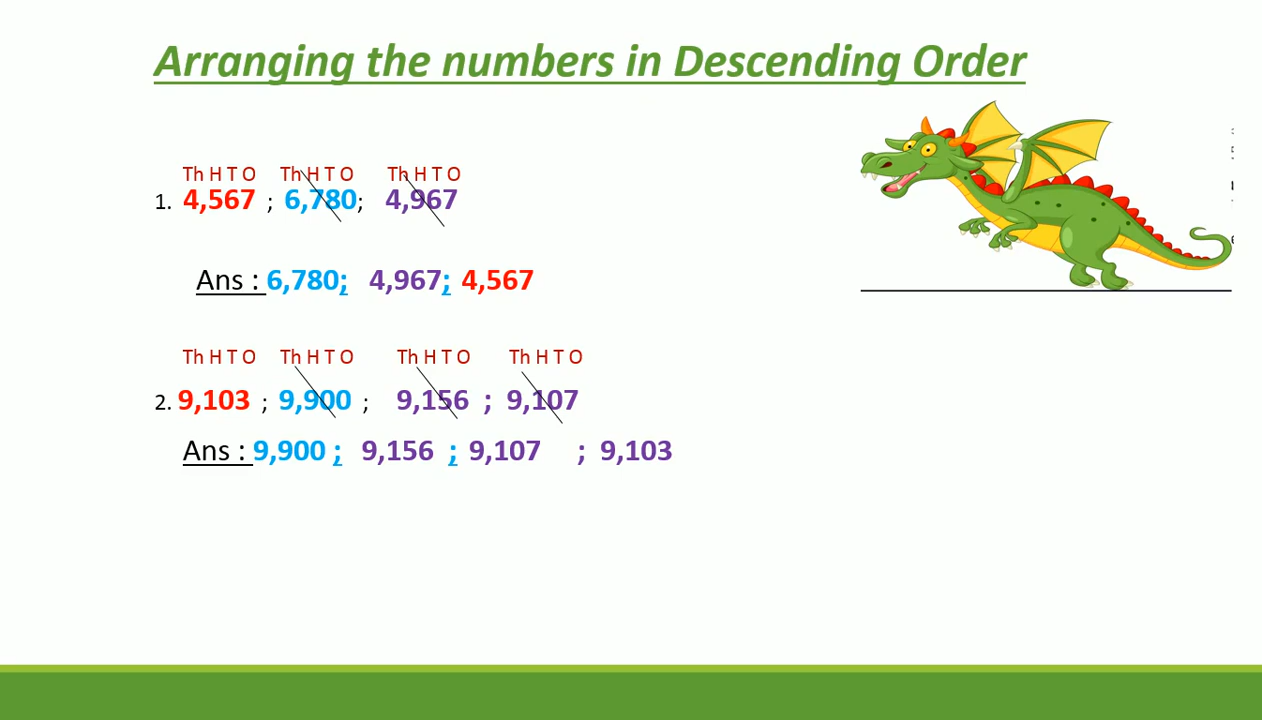 Arranging the numbers in Descending Order
Th H T O Th H T O Th H T O
1. 4,567 ; 6,780; 4,967
Ans : 6,780; 4,967; 4,567
Th H T O Th H T O Th H T O Th H T O
2. 9,103 ; 9,900 ; 9,156 ; 9,107
Ans : 9,900 ; 9,156 ; 9,107 ; 9,103